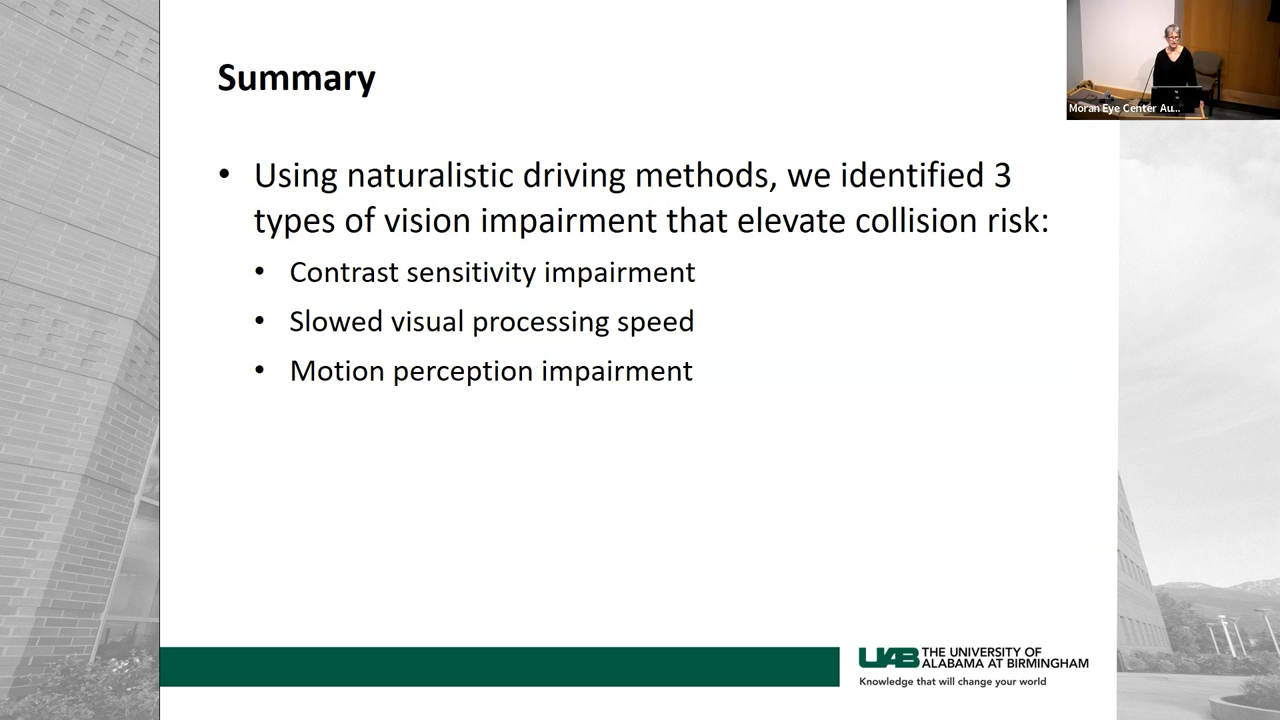 Summary
Moran Eye Center Au...
• Using naturalistic driving methods, we identified 3
types of vision impairment that elevate collision risk:
• Contrast sensitivity impairment
• Slowed visual processing speed
• Motion perception impairment
UAB THE UNIVERSITY OF
ALABAMA AT BIRMINGHAM
Knowledge that will change your world